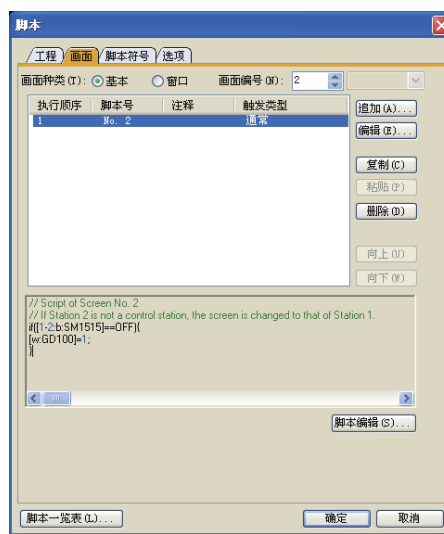 脚本
工程 画面 脚本符号 选项
画面种类(T): 基本 窗口 画面编号(N): 2
执行顺序 脚本号 注释 触发类型
1 No. 2 通常
追加(A)...
编辑(E)...
复制(C)
粘贴(P)
删除(D)
向上(U)
向下(W)
// Script of Screen No. 2
// If Station 2 is not a control station, the screen is changed to that of Station 1.
if([1-2:b:SM1515]==OFF){
[w:GD100]=1;
}
脚本编辑(S)...
脚本一览表(L)...
确定
取消